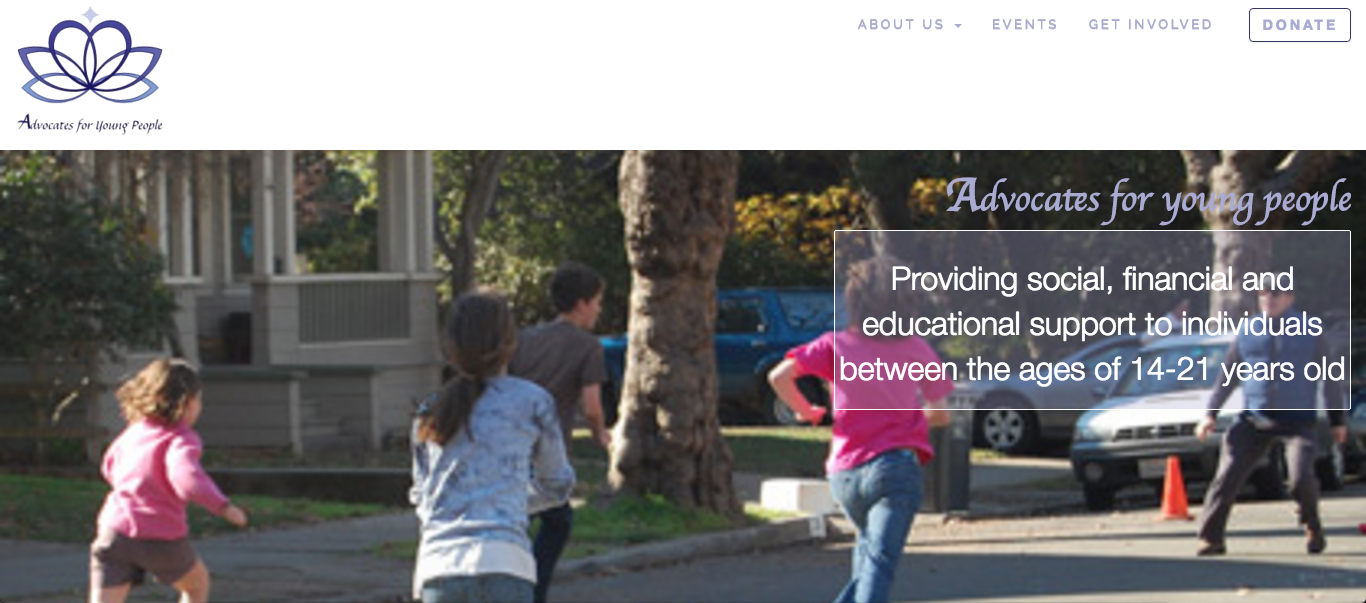 ABOUT US EVENTS GET INVOLVED DONATE
Advocates for Young People
Advocates for young people
Providing social, financial and
educational support to individuals
between the ages of 14-21 years old